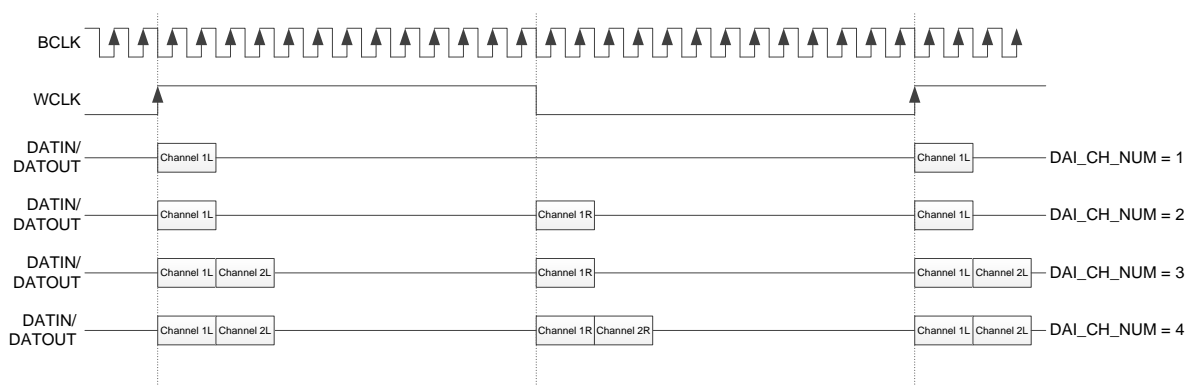 BCLK
WCLK
DATIN/
DATOUT
Channel 1L
Channel 1L
DAI_CH_NUM = 1
DATIN/
DATOUT
Channel 1L
Channel 1R
Channel 1L
DAI_CH_NUM = 2
DATIN/
DATOUT
Channel 1L
Channel 2L
Channel 1R
Channel 1L
Channel 2L
DAI_CH_NUM = 3
DATIN/
DATOUT
Channel 1L
Channel 2L
Channel 1R
Channel 2R
Channel 1L
Channel 2L
DAI_CH_NUM = 4